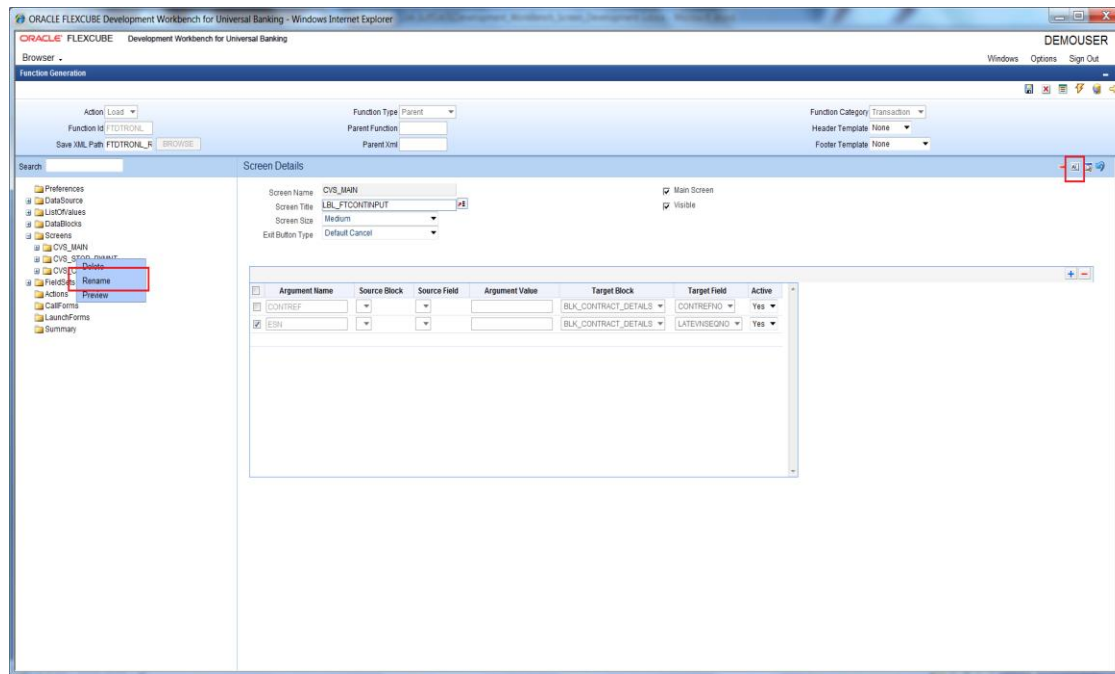 ORACLE FLEXCUBE Development Workbench for Universal Banking - Windows Internet Explorer
ORACLE FLEXCUBE Development Workbench for Universal Banking
DEMOUSER
Browser
Windows Options Sign Out
Function Generation
Action Load Function Type Parent Function Category Transaction
Function Id FTDTRONL Parent Function Header Template None
Save XML Path FTDTRONL_R BROWSE Parent Xml Footer Template None
Search
Screen Details
Preferences
DataSource
ListOfValues
DataBlocks
Screens
CVS_MAIN
CVS_STOP_PYMNT
CVS_C
FieldSets
Actions
CallForms
LaunchForms
Summary
Delete
Rename
Preview
Screen Name CVS_MAIN Main Screen
Screen Title LBL_FTCONTINPUT Visible
Screen Size Medium
Exit Button Type Default Cancel
Argument Name Source Block Source Field Argument Value Target Block Target Field Active
CONTREF BLK_CONTRACT_DETAILS CONTREFNO Yes
ESN BLK_CONTRACT_DETAILS LATEVNSEQNO Yes